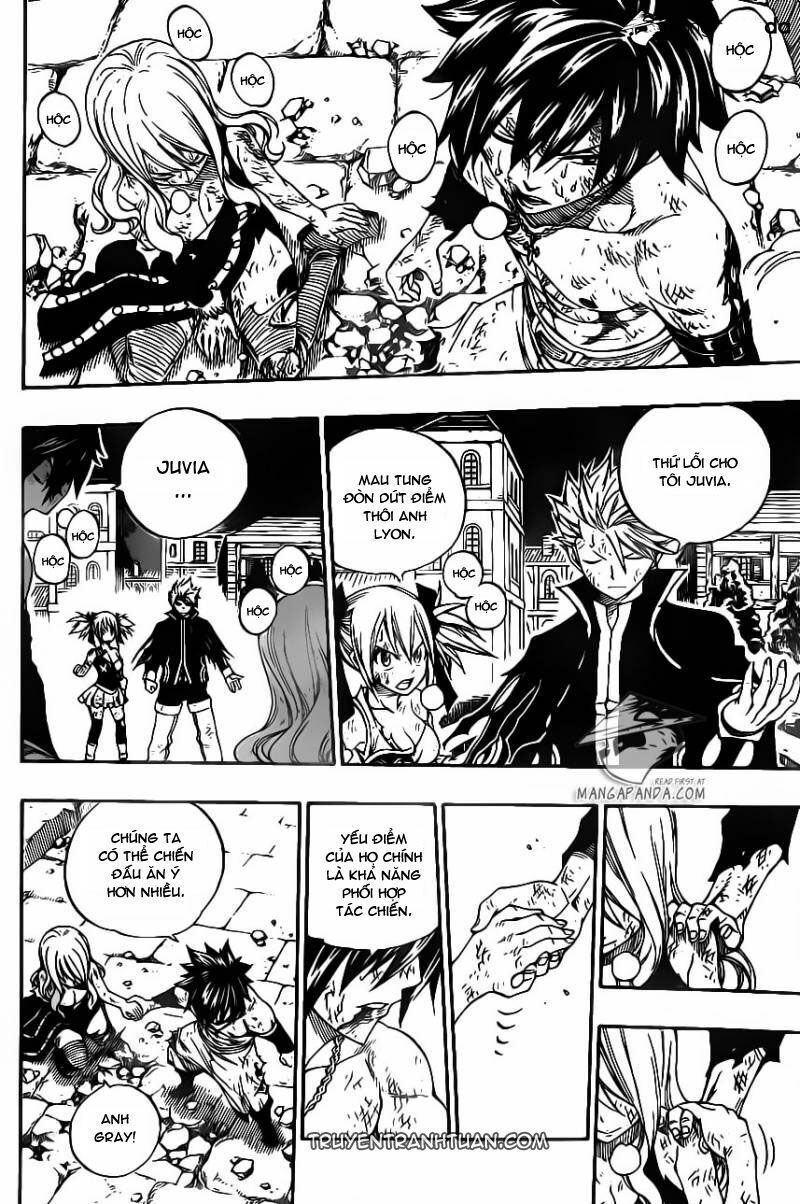 HỘC
HỘC
HỘC
HỘC
HỘC
HỘC
HỘC
THỨ LỖI CHO
TÔI JUVIA.
MAU TUNG
ĐÒN DỨT ĐIỂM
THÔI ANH
LYON.
HỘC
HỘC
JUVIA
...
HỘC
HỘC
HỘC
HỘC
READ FIRST AT
MANGAPANDA.COM
YẾU ĐIỂM
CỦA HỌ CHÍNH
LÀ KHẢ NĂNG
PHỐI HỢP
TÁC CHIẾN.
CHÚNG TA
CÓ THỂ CHIẾN
ĐẤU ĂN Ý
HƠN NHIỀU.
ANH
GRAY!
TRUYENTRANHTUAN.COM